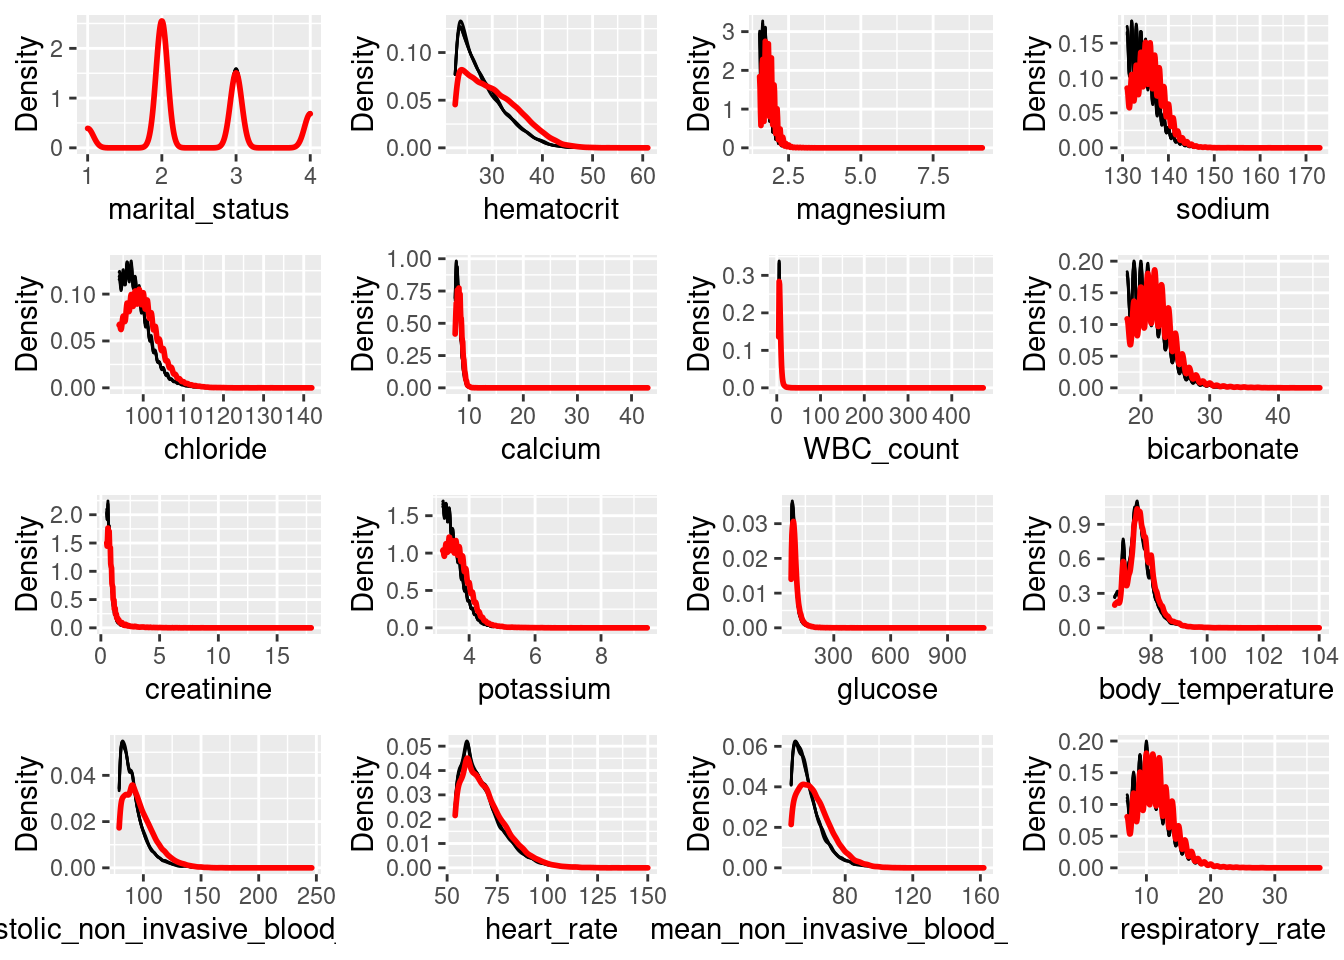 Density
2
1
0
1 2 3 4
marital_status
Density
0.10
0.05
0.00
30 40 50 60
hematocrit
Density
3
2
1
0
2.5 5.0 7.5
magnesium
Density
0.15
0.10
0.05
0.00
130 140 150 160 170
sodium
Density
0.10
0.05
0.00
100 110 120 130 140
chloride
Density
1.00
0.75
0.50
0.25
0.00
10 20 30 40
calcium
Density
0.3
0.2
0.1
0.0
0 100 200 300 400
WBC_count
Density
0.20
0.15
0.10
0.05
0.00
20 30 40
bicarbonate
Density
2.0
1.5
1.0
0.5
0.0
0 5 10 15
creatinine
Density
1.5
1.0
0.5
0.0
4 6 8
potassium
Density
0.03
0.02
0.01
0.00
300 600 900
glucose
Density
0.9
0.6
0.3
0.0
98 100 102 104
body_temperature
Density
0.04
0.02
0.00
100 150 200 250
stolic_non_invasive_blood_
Density
0.05
0.04
0.03
0.02
0.01
0.00
50 75 100 125 150
heart_rate
Density
0.06
0.04
0.02
0.00
80 120 160
mean_non_invasive_blood_
Density
0.20
0.15
0.10
0.05
0.00
10 20 30
respiratory_rate